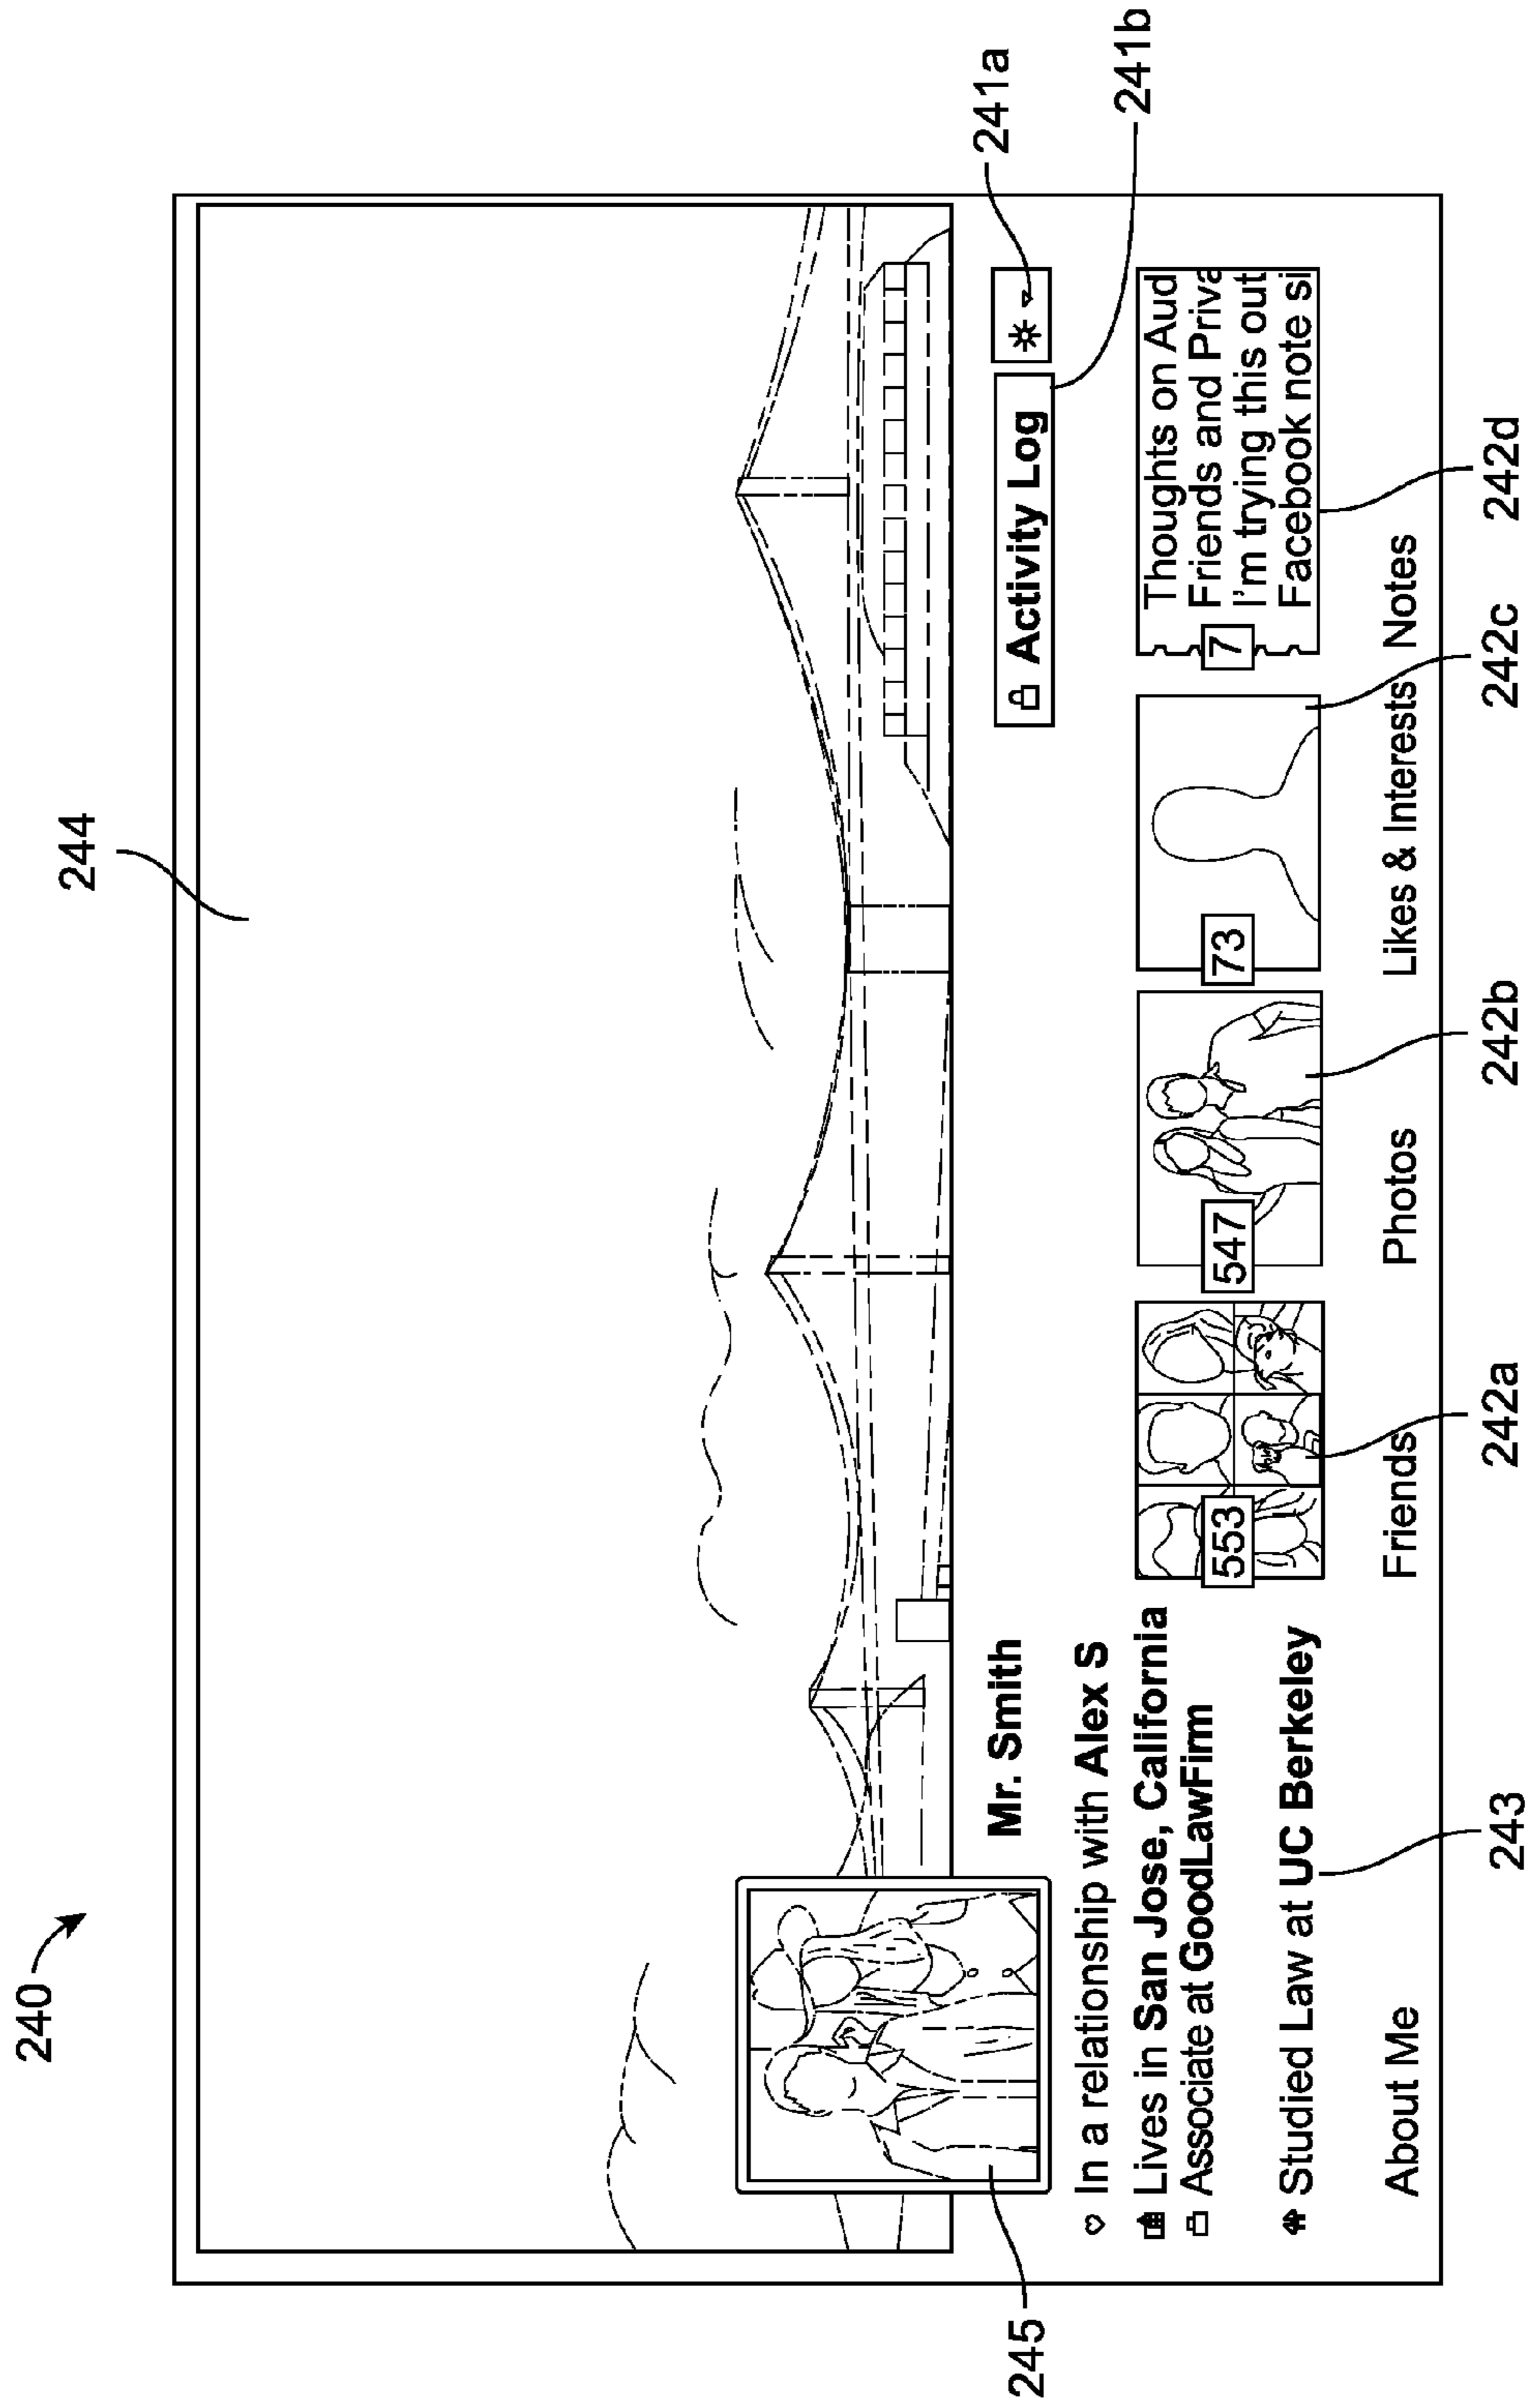 240
244
245
Mr. Smith
Activity Log
241a
241b
In a relationship with Alex S
Lives in San Jose, California
Associate at GoodLawFirm
Studied Law at UC Berkeley
553
547
73
7
Thoughts on Aud
Friends and Priva
I'm trying this out
Facebook note si
About Me
Friends
Photos
Likes & Interests
Notes
243
242a
242b
242c
242d